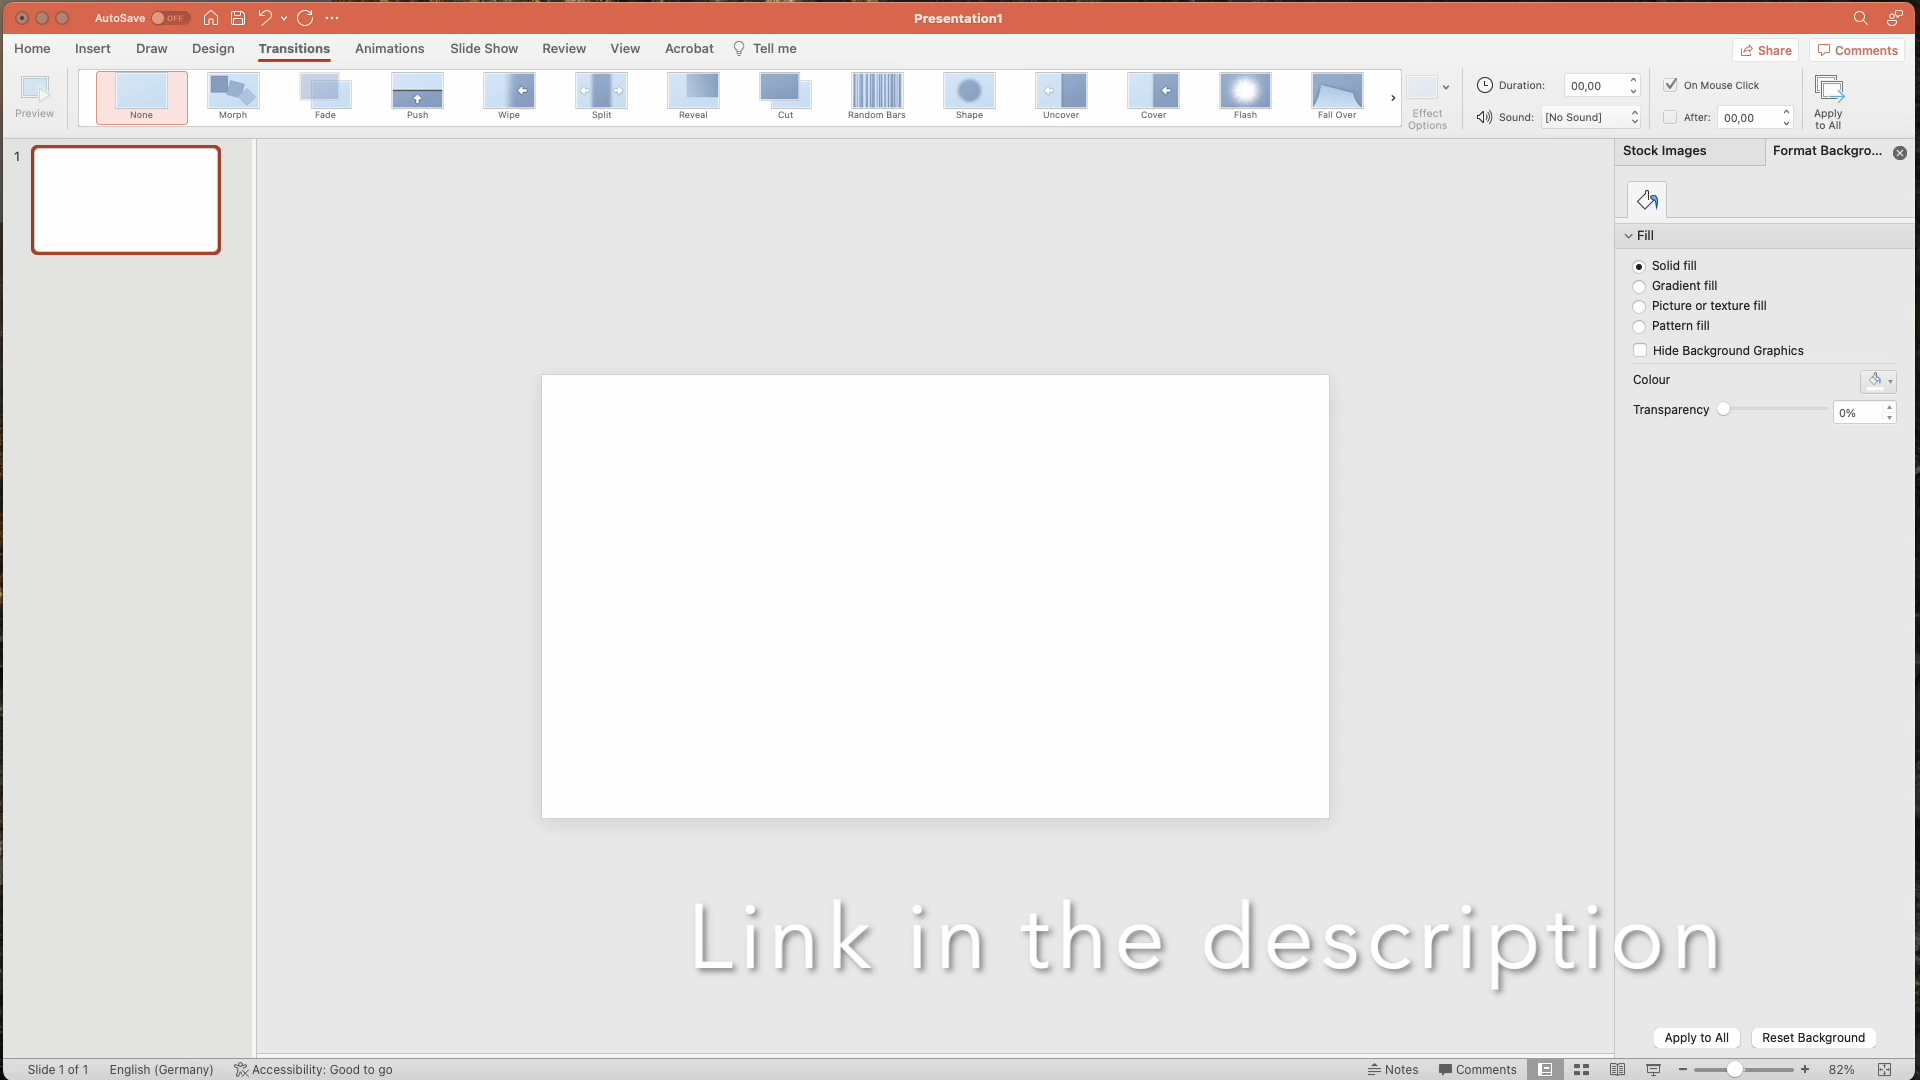 AutoSave OFF
Presentation1
Home Insert Draw Design Transitions Animations Slide Show Review View Acrobat Tell me
Share Comments
Preview
None Morph Fade Push Wipe Split Reveal Cut Random Bars Shape Uncover Cover Flash Fall Over
Effect Options
Duration: 00,00
Sound: [No Sound]
On Mouse Click
After: 00,00
Apply to All
1
Stock Images Format Backgro...
Fill
Solid fill
Gradient fill
Picture or texture fill
Pattern fill
Hide Background Graphics
Colour
Transparency 0%
Link in the description
Apply to All Reset Background
Slide 1 of 1 English (Germany) Accessibility: Good to go Notes Comments 82%